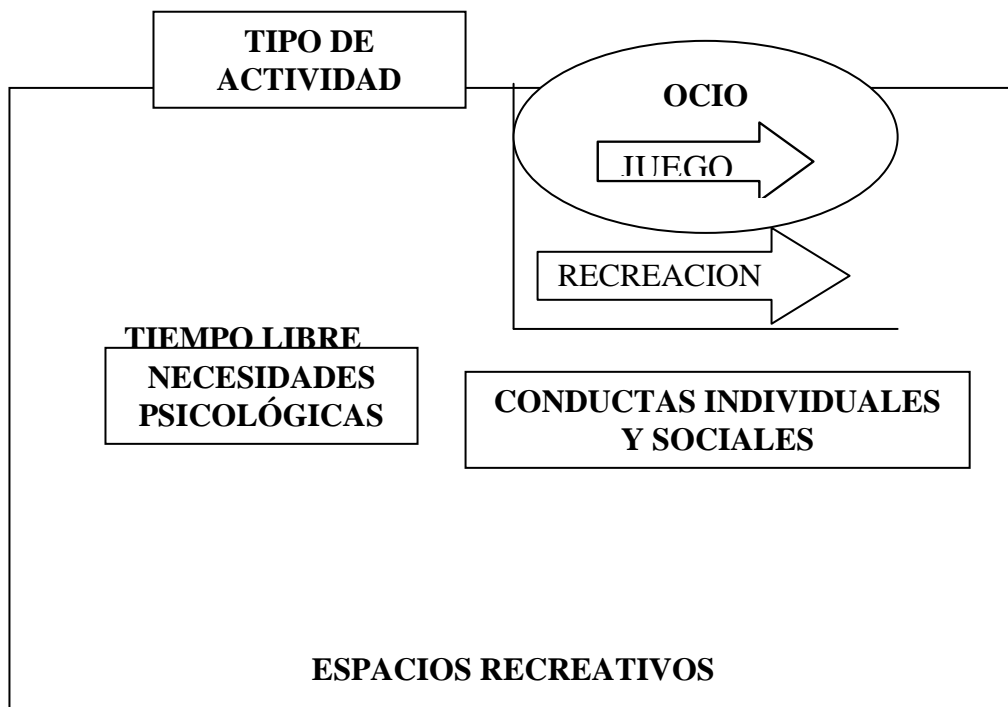 TIPO DE
ACTIVIDAD
OCIO
JUEGO
RECREACION
TIEMPO LIBRE
NECESIDADES
PSICOLÓGICAS
CONDUCTAS INDIVIDUALES
Y SOCIALES
ESPACIOS RECREATIVOS